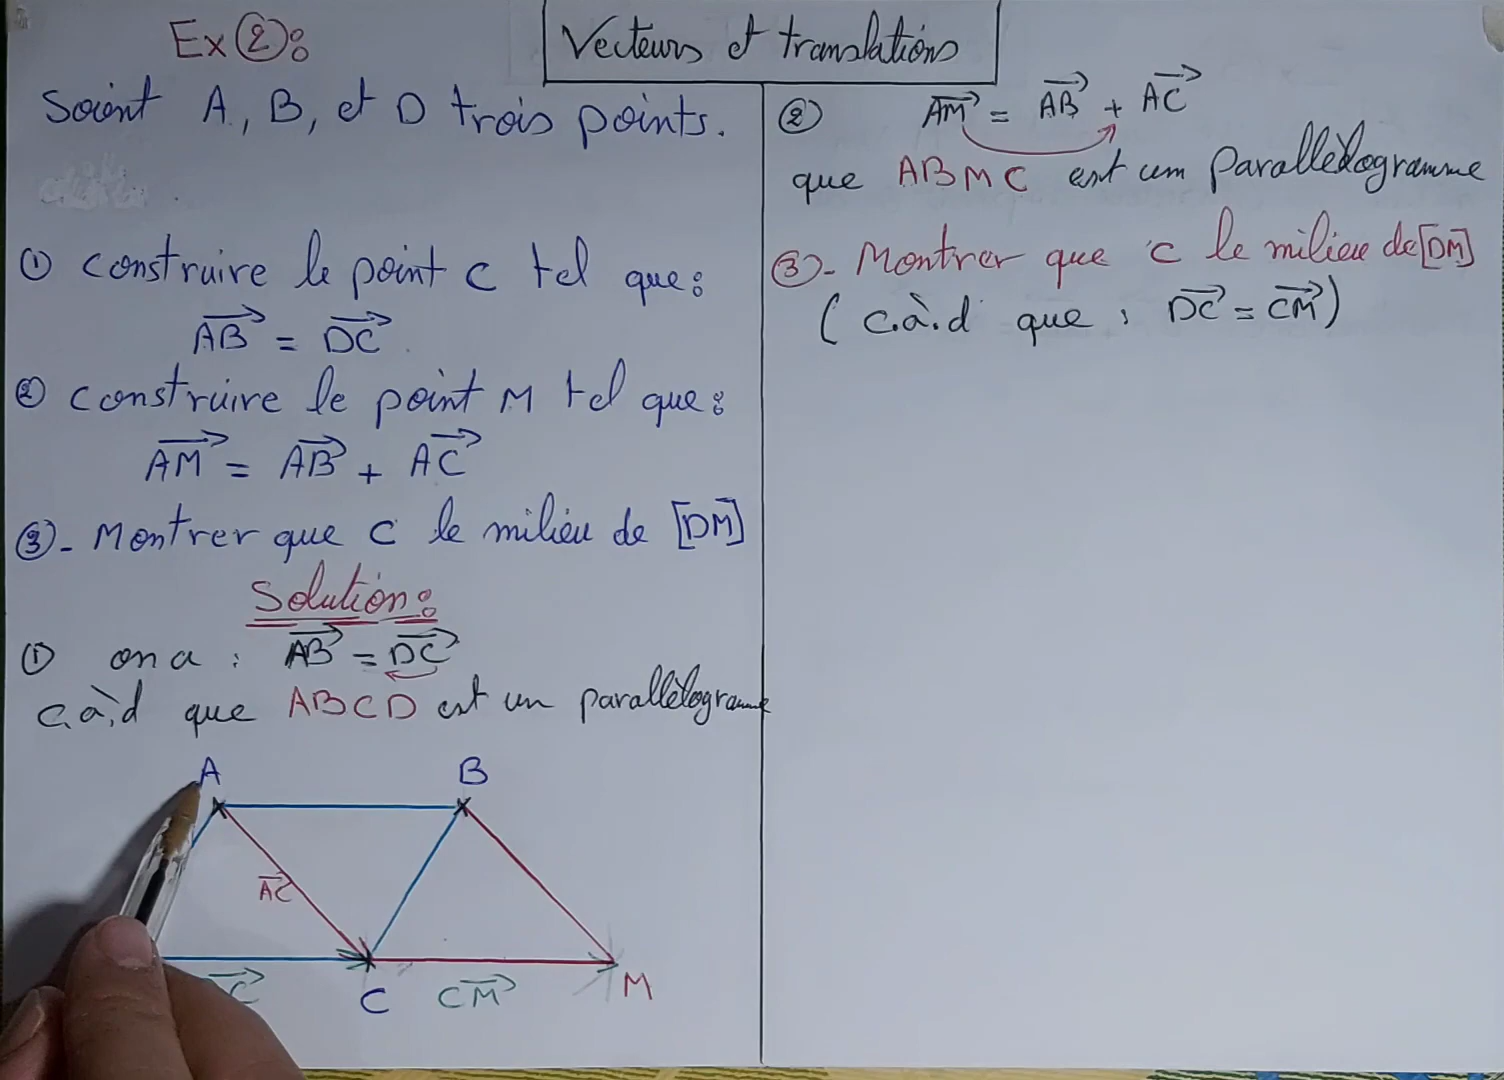 Ex ②:
Vecteurs et translations
Soient A, B, et D trois points.
① construire le point C tel que:
AB = DC.
② construire le point M tel que:
AM = AB + AC
③- Montrer que C le milieu de [DM]
Solution:
① on a : AB = DC
c.à.d que ABCD est un parallèlogramme
A B
AC
C CM M
② AM = AB + AC
que ABMC est um parallèlogramme
③- Montrer que C le milieu de [DM]
( c.à.d que : DC = CM )